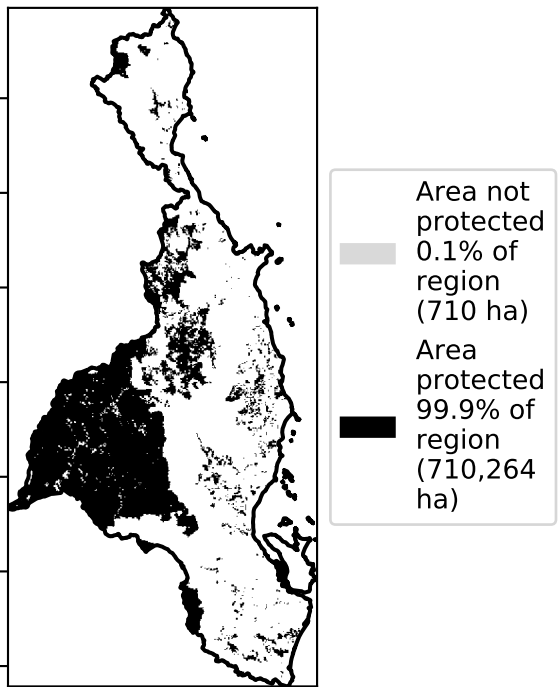 Area not
protected
0.1% of
region
(710 ha)
Area
protected
99.9% of
region
(710,264
ha)